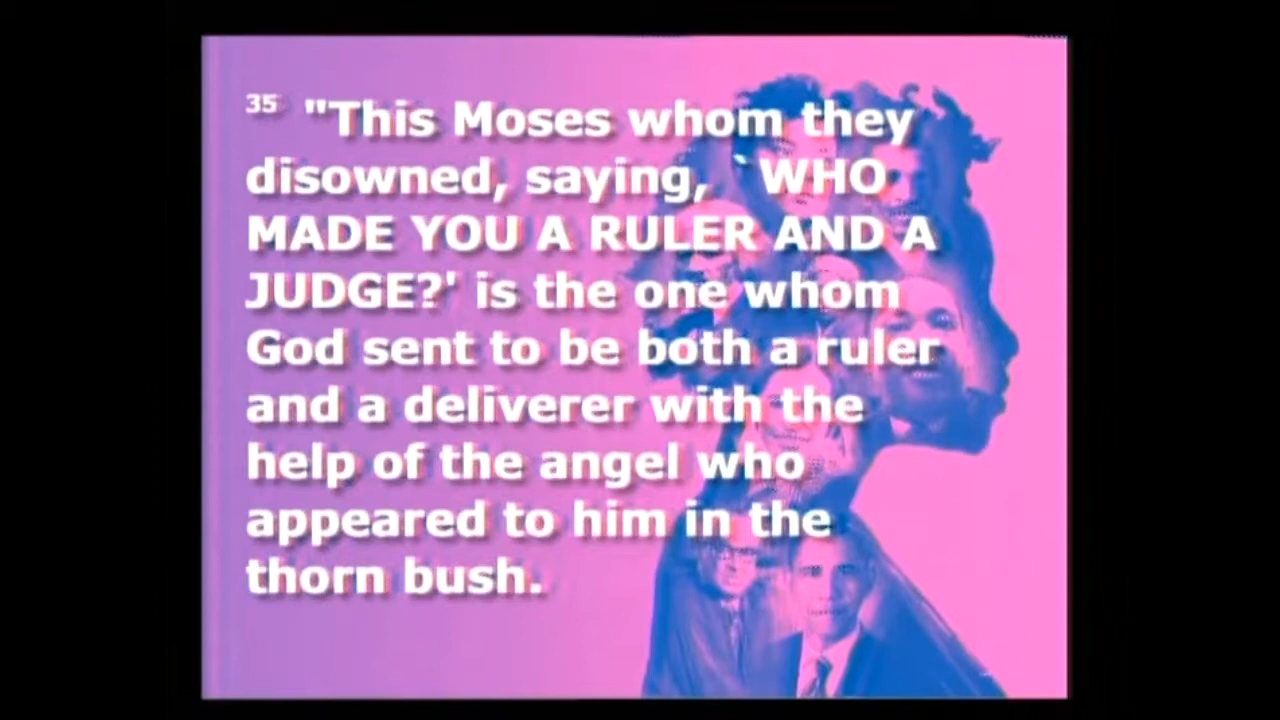 35 "This Moses whom they
disowned, saying, ` WHO
MADE YOU A RULER AND A
JUDGE?' is the one whom
God sent to be both a ruler
and a deliverer with the
help of the angel who
appeared to him in the
thorn bush.